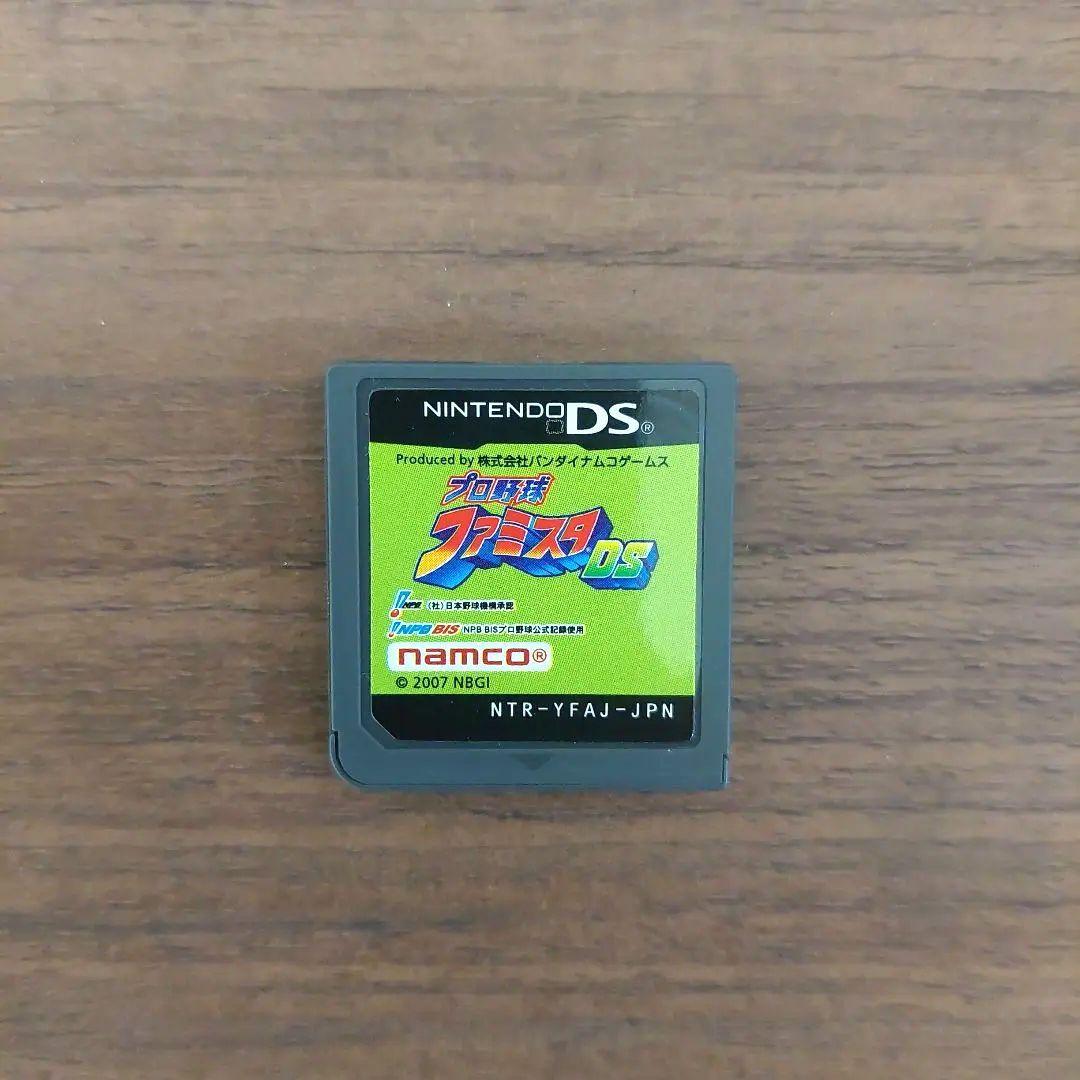 NINTENDO DS®
Produced by 株式会社バンダイナムコゲームス
プロ野球
ファミスタ
DS
NPB (社)日本野球機構承認
NPB BIS NPB BISプロ野球公式記録使用
namco®
© 2007 NBGI
NTR-YFAJ-JPN